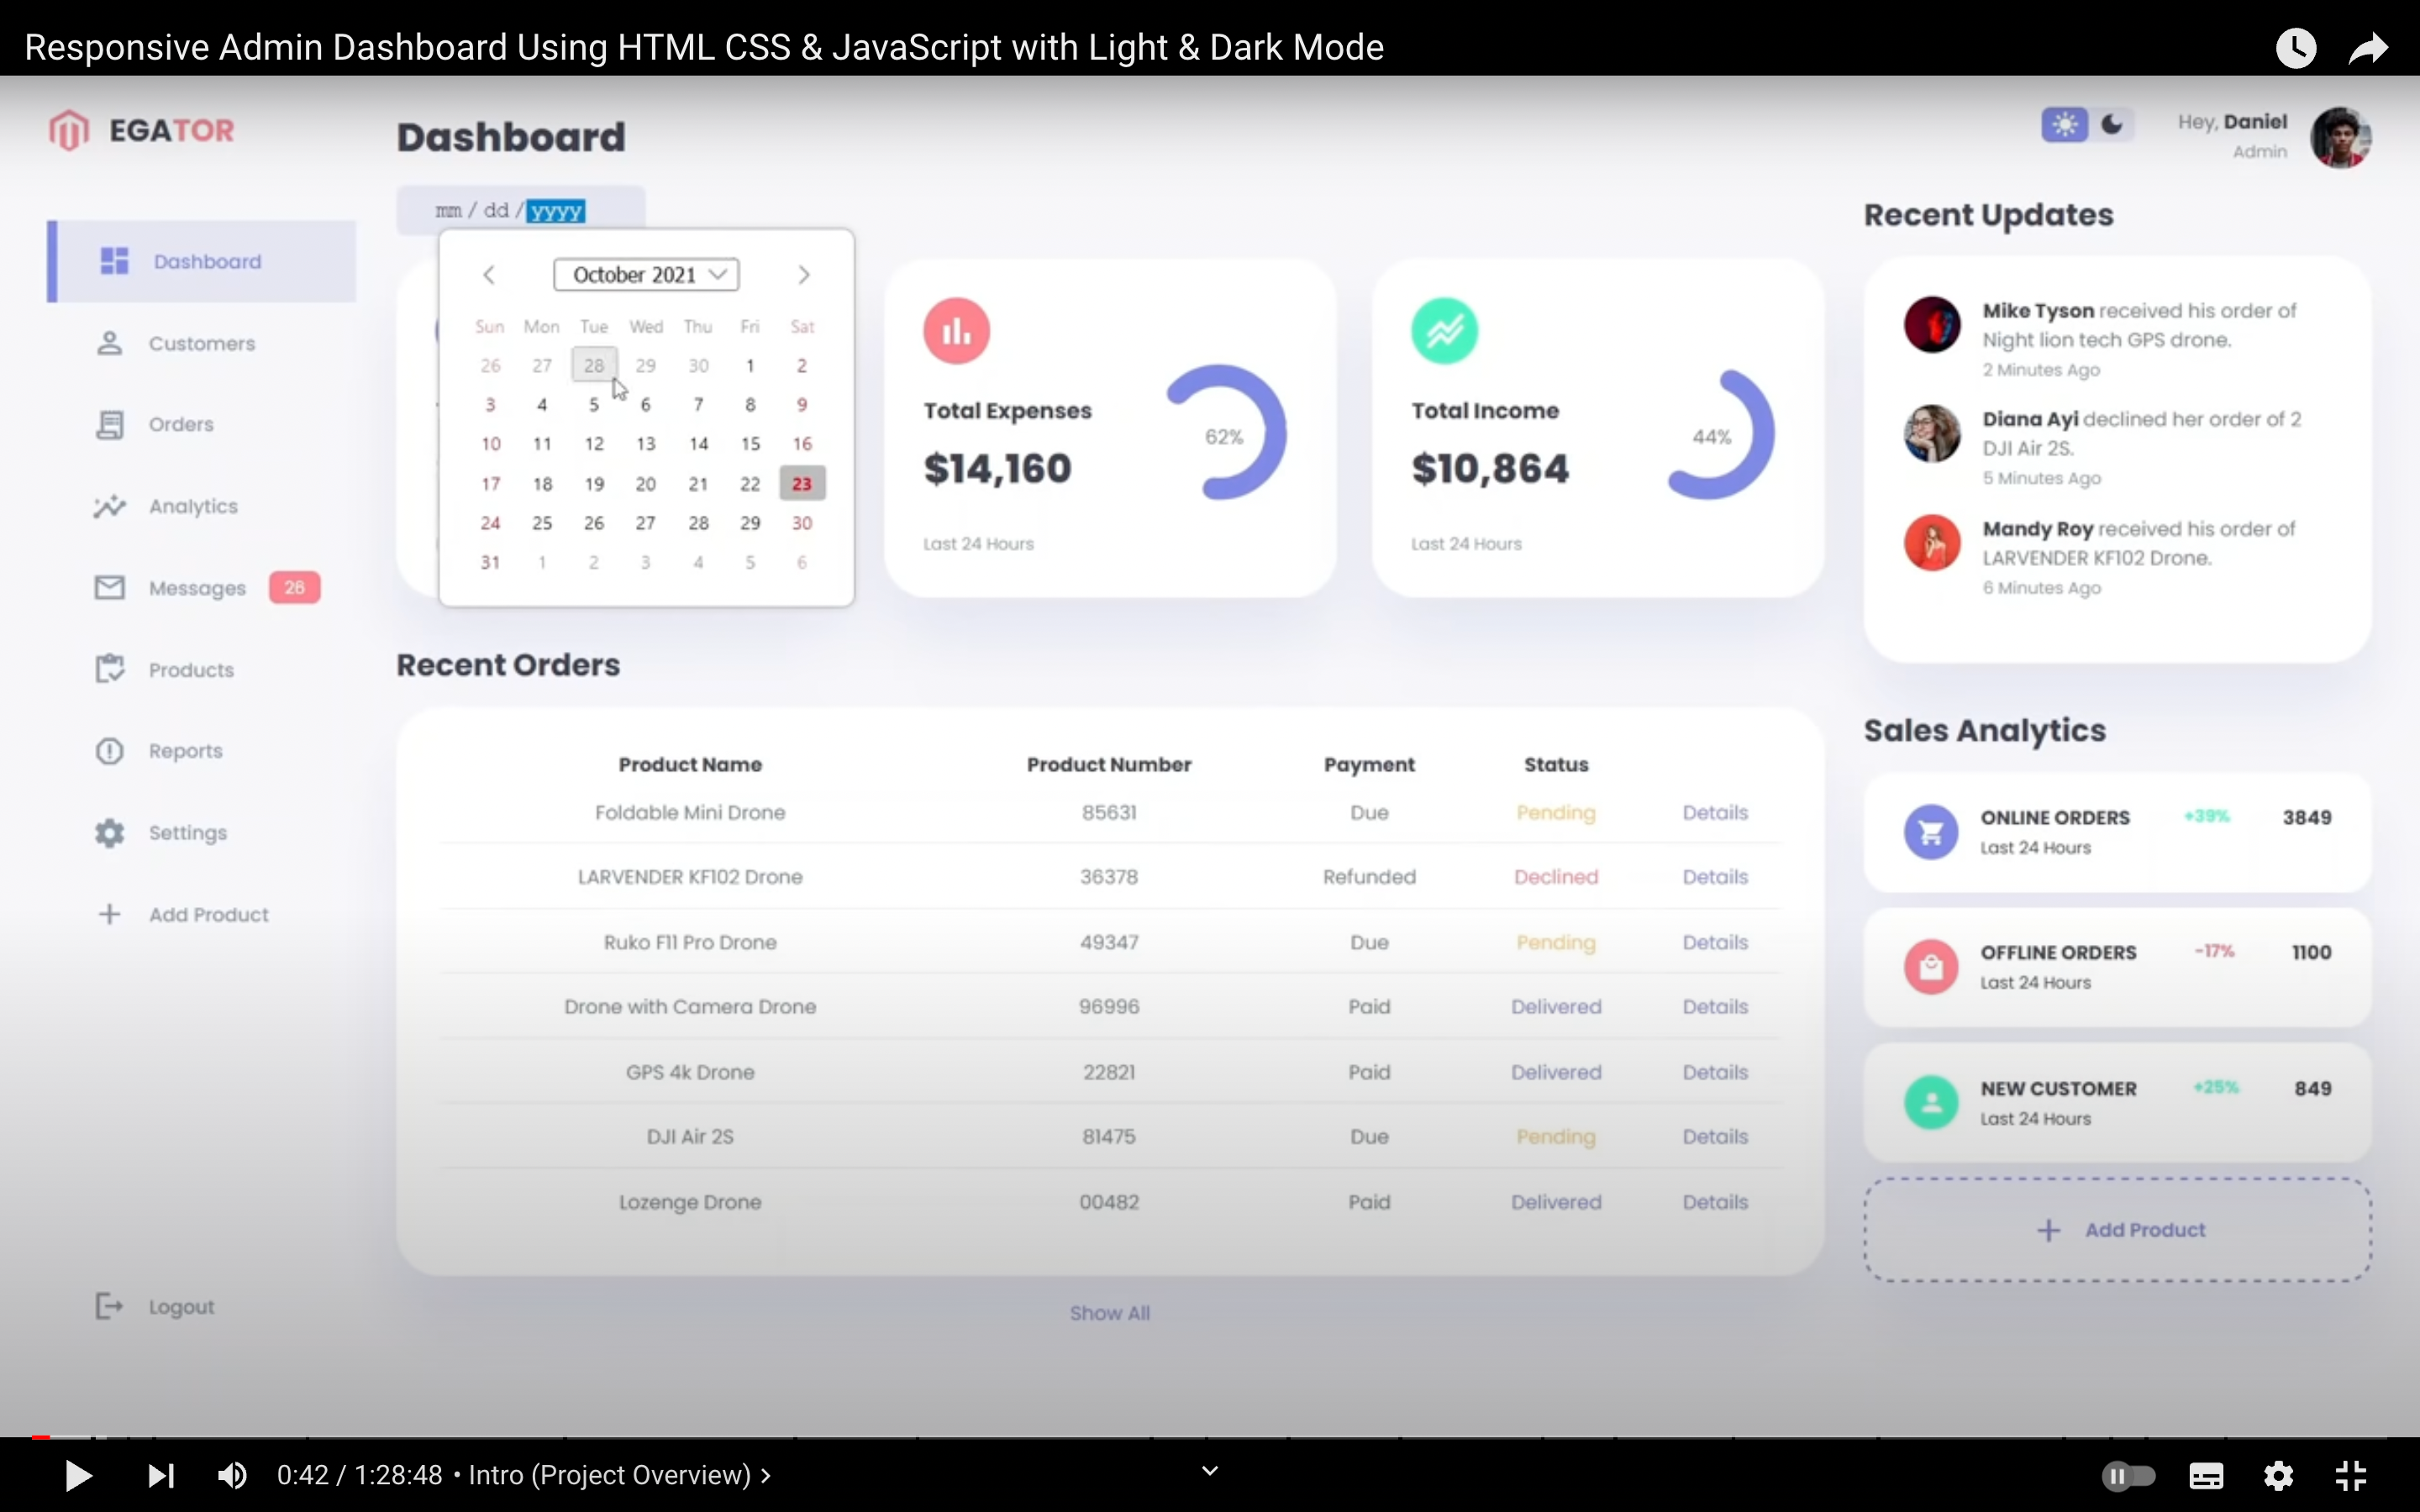 Responsive Admin Dashboard Using HTML CSS & JavaScript with Light & Dark Mode
EGATOR
Dashboard
Hey, Daniel
Admin
mm / dd / yyyy
October 2021
Sun Mon Tue Wed Thu Fri Sat
26 27 28 29 30 1 2
3 4 5 6 7 8 9
10 11 12 13 14 15 16
17 18 19 20 21 22 23
24 25 26 27 28 29 30
31 1 2 3 4 5 6
Dashboard
Customers
Orders
Analytics
Messages 26
Products
Reports
Settings
Add Product
Logout
Total Expenses
$14,160
62%
Last 24 Hours
Total Income
$10,864
44%
Last 24 Hours
Recent Orders
Product Name Product Number Payment Status
Foldable Mini Drone 85631 Due Pending Details
LARVENDER KF102 Drone 36378 Refunded Declined Details
Ruko F11 Pro Drone 49347 Due Pending Details
Drone with Camera Drone 96996 Paid Delivered Details
GPS 4k Drone 22821 Paid Delivered Details
DJI Air 2S 81475 Due Pending Details
Lozenge Drone 00482 Paid Delivered Details
Show All
Recent Updates
Mike Tyson received his order of
Night lion tech GPS drone.
2 Minutes Ago
Diana Ayi declined her order of 2
DJI Air 2S.
5 Minutes Ago
Mandy Roy received his order of
LARVENDER KF102 Drone.
6 Minutes Ago
Sales Analytics
ONLINE ORDERS +39% 3849
Last 24 Hours
OFFLINE ORDERS -17% 1100
Last 24 Hours
NEW CUSTOMER +25% 849
Last 24 Hours
Add Product
0:42 / 1:28:48 • Intro (Project Overview)